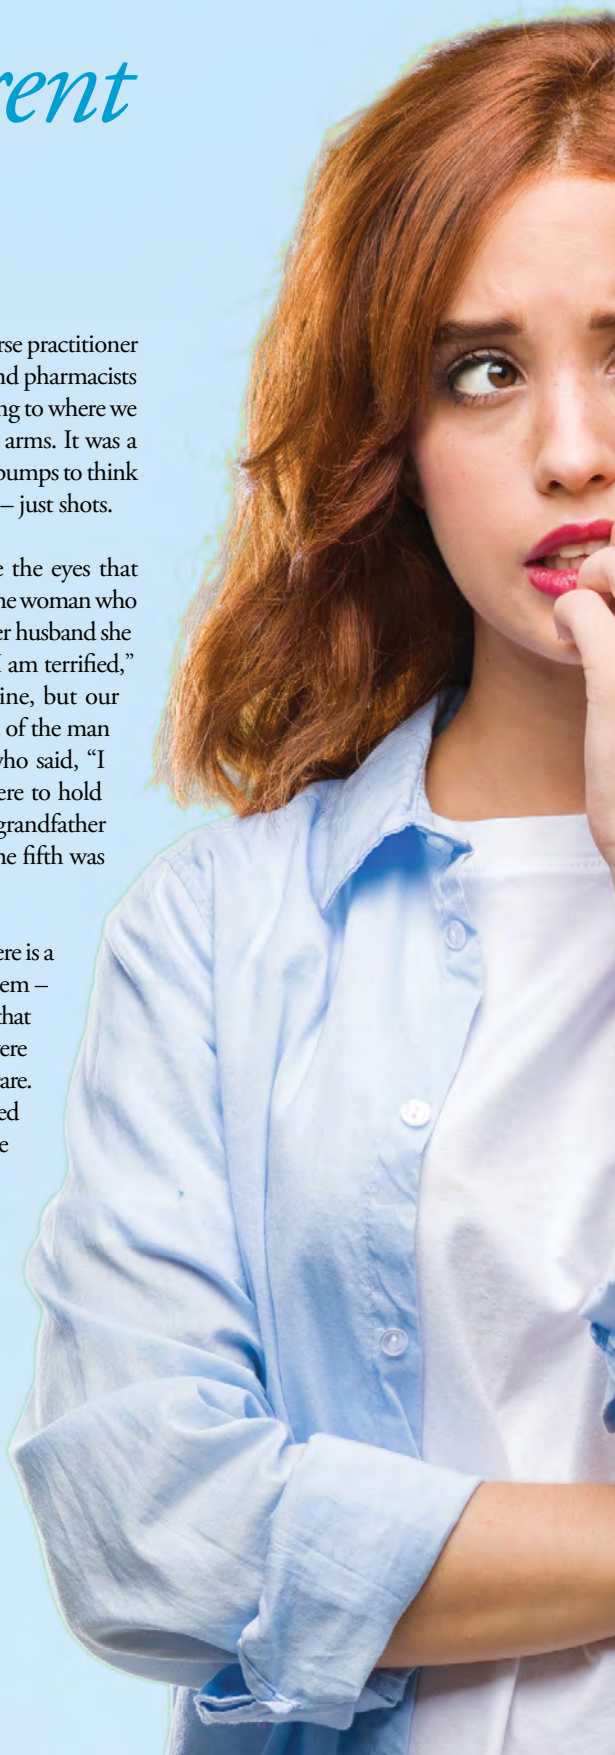 rent
rse practitioner
nd pharmacists
ng to where we
arms. It was a
bumps to think
– just shots.
e the eyes that
he woman who
er husband she
I am terrified,”
ine, but our
of the man
who said, “I
ere to hold
grandfather
he fifth was
ere is a
em –
that
ere
are.
ed
e